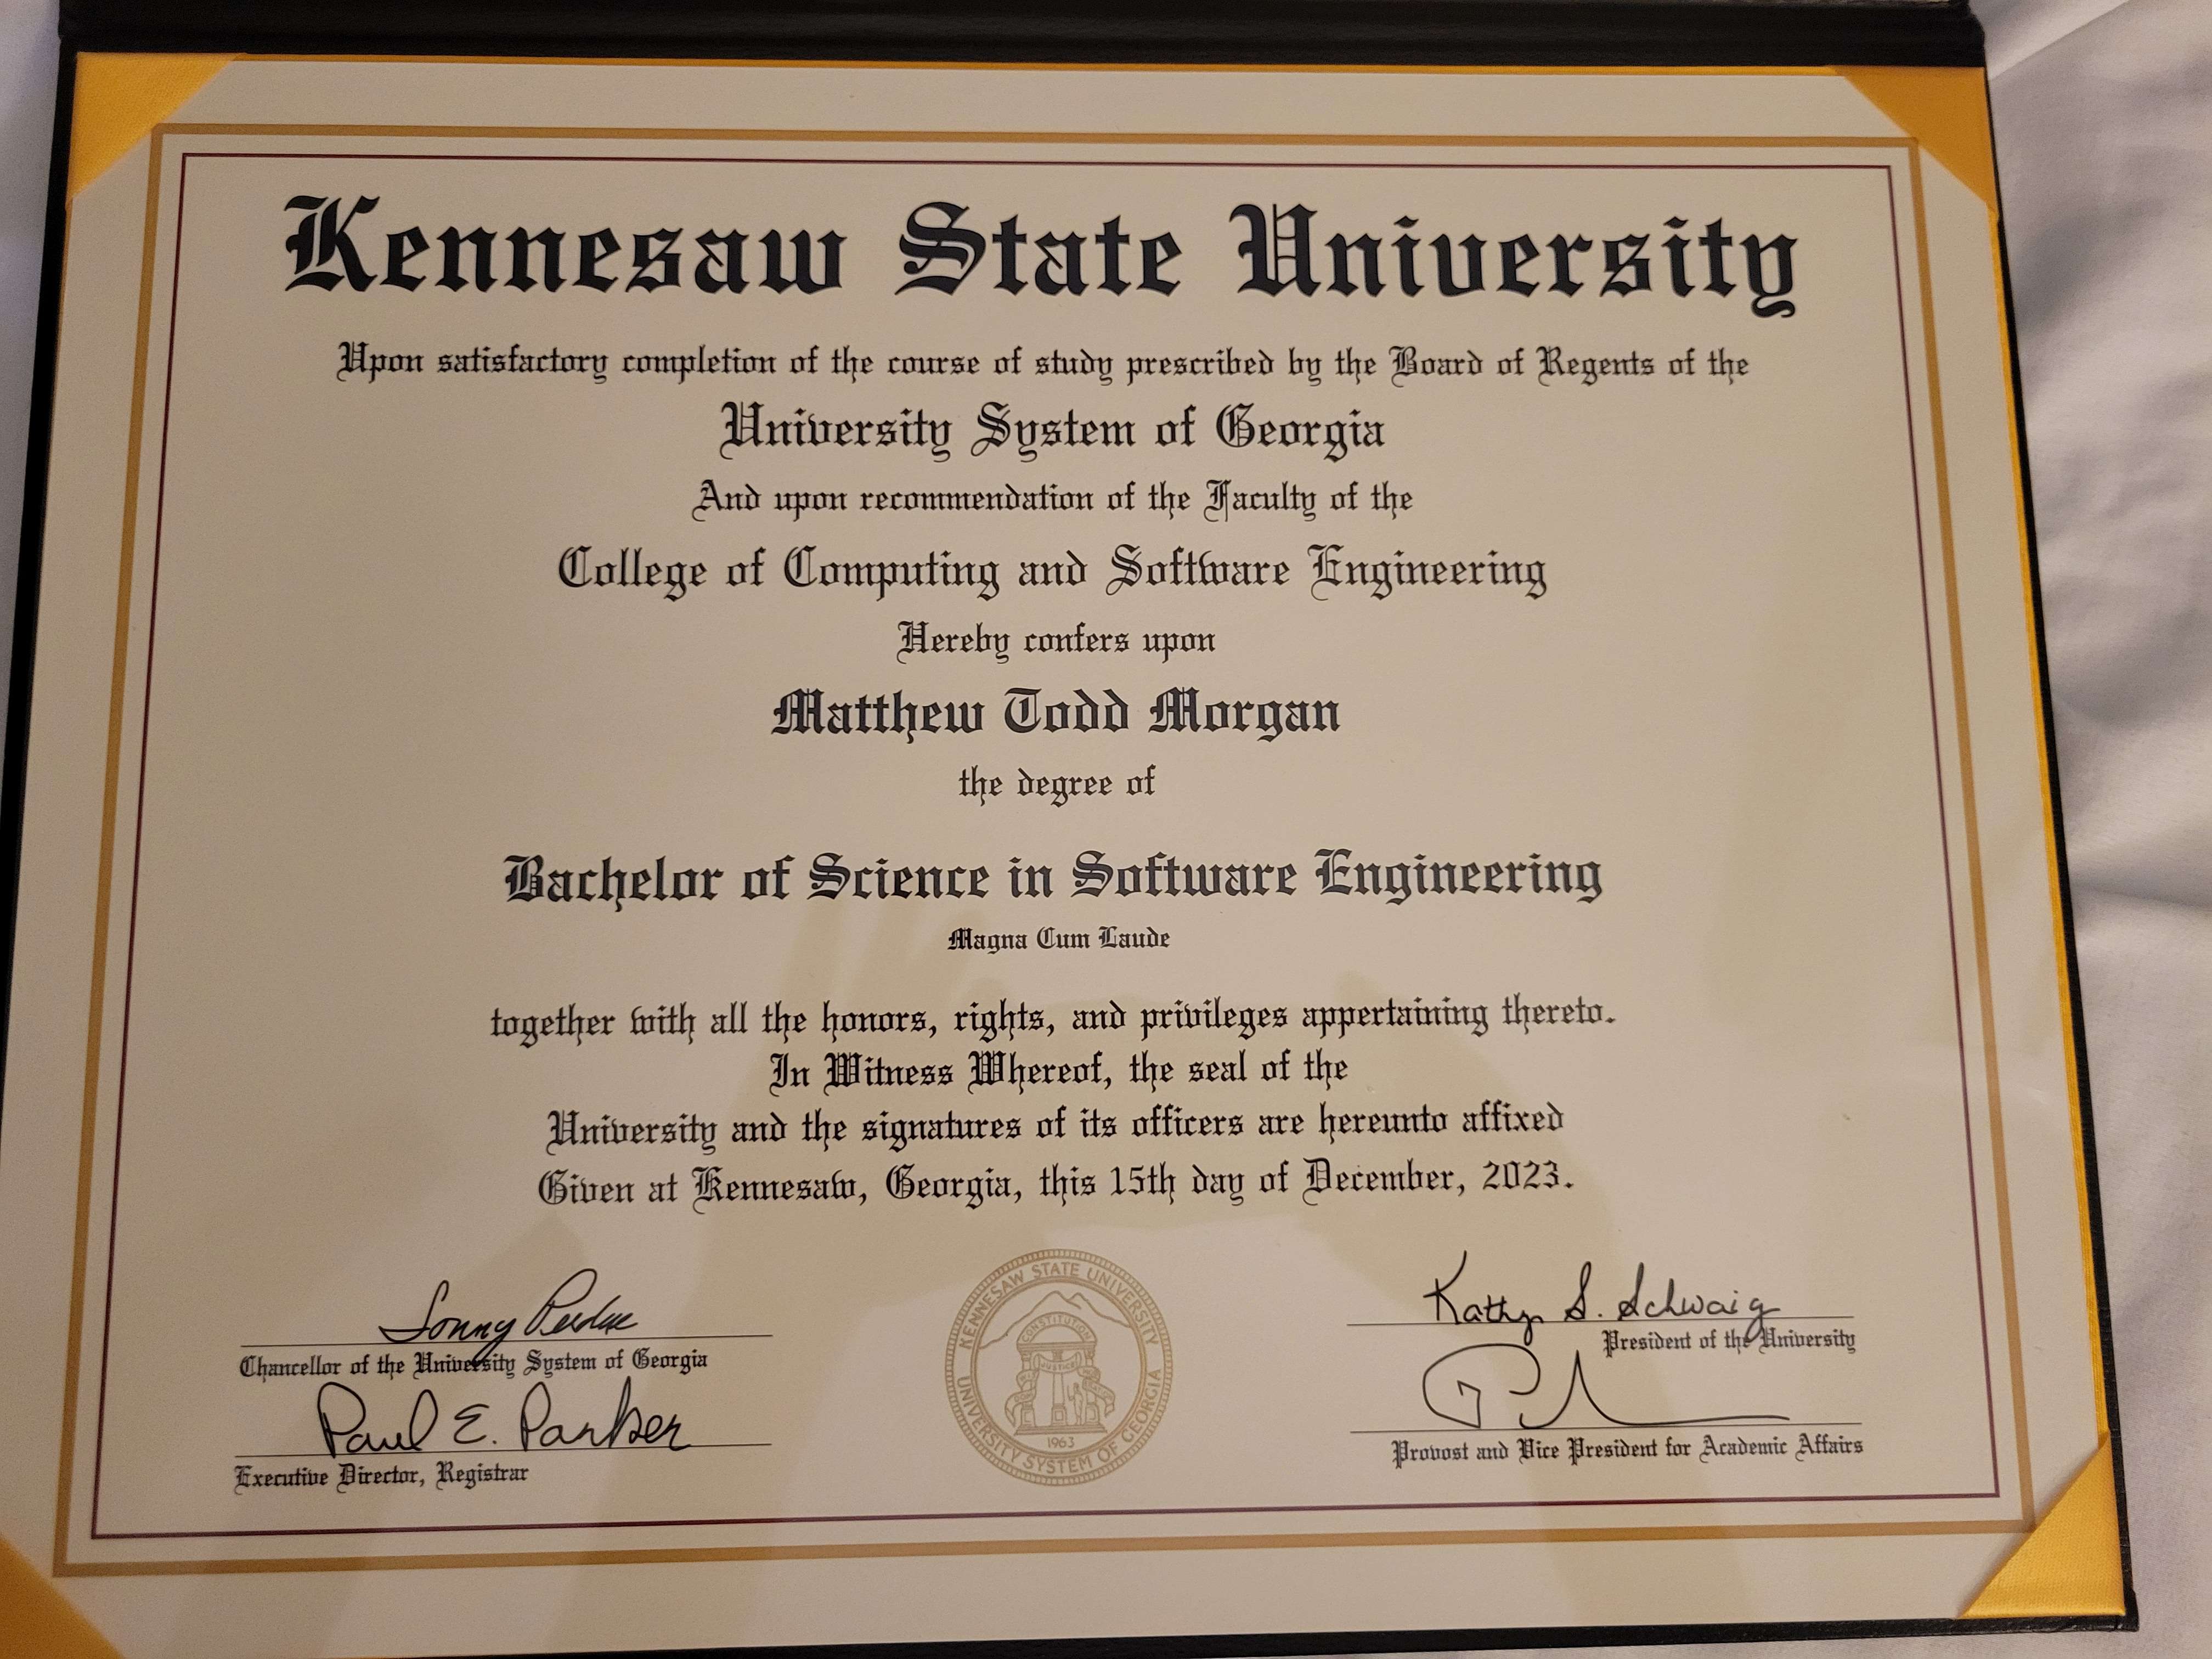 Kennesaw State University
Upon satisfactory completion of the course of study prescribed by the Board of Regents of the
University System of Georgia
And upon recommendation of the Faculty of the
College of Computing and Software Engineering
Hereby confers upon
Matthew Todd Morgan
the degree of
Bachelor of Science in Software Engineering
Magna Cum Laude
together with all the honors, rights, and privileges appertaining thereto.
In Witness Whereof, the seal of the
University and the signatures of its officers are hereunto affixed
Given at Kennesaw, Georgia, this 15th day of December, 2023.
Sonny Perdue
Chancellor of the University System of Georgia
Paul E. Parker
Executive Director, Registrar
KENNESAW STATE UNIVERSITY
CONSTITUTION
JUSTICE
1963
UNIVERSITY SYSTEM OF GEORGIA
Kathy S. Schwaig
President of the University
Provost and Vice President for Academic Affairs